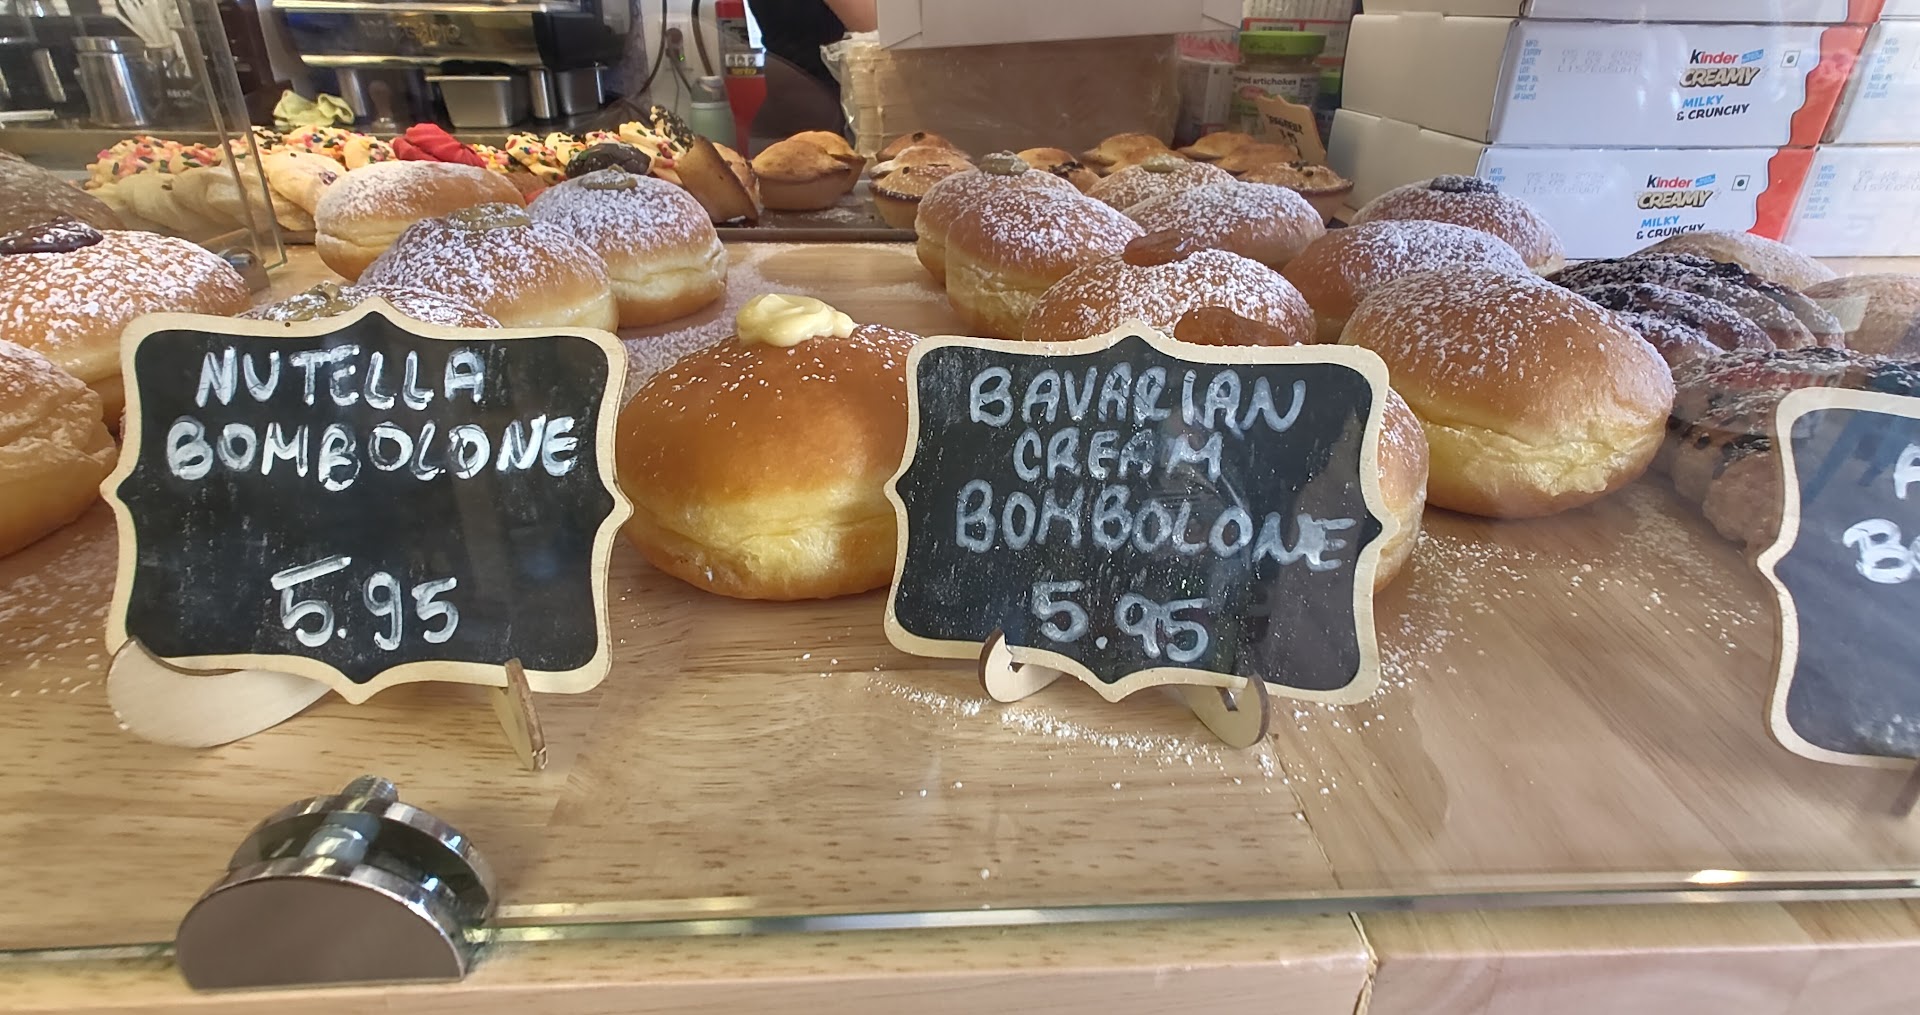 kinder
CREAMY
MILKY
& CRUNCHY
kinder
CREAMY
MILKY
& CRUNCHY
NUTELLA
BOMBOLONE
5.95
BAVARIAN
CREAM
BOMBOLONE
5.95